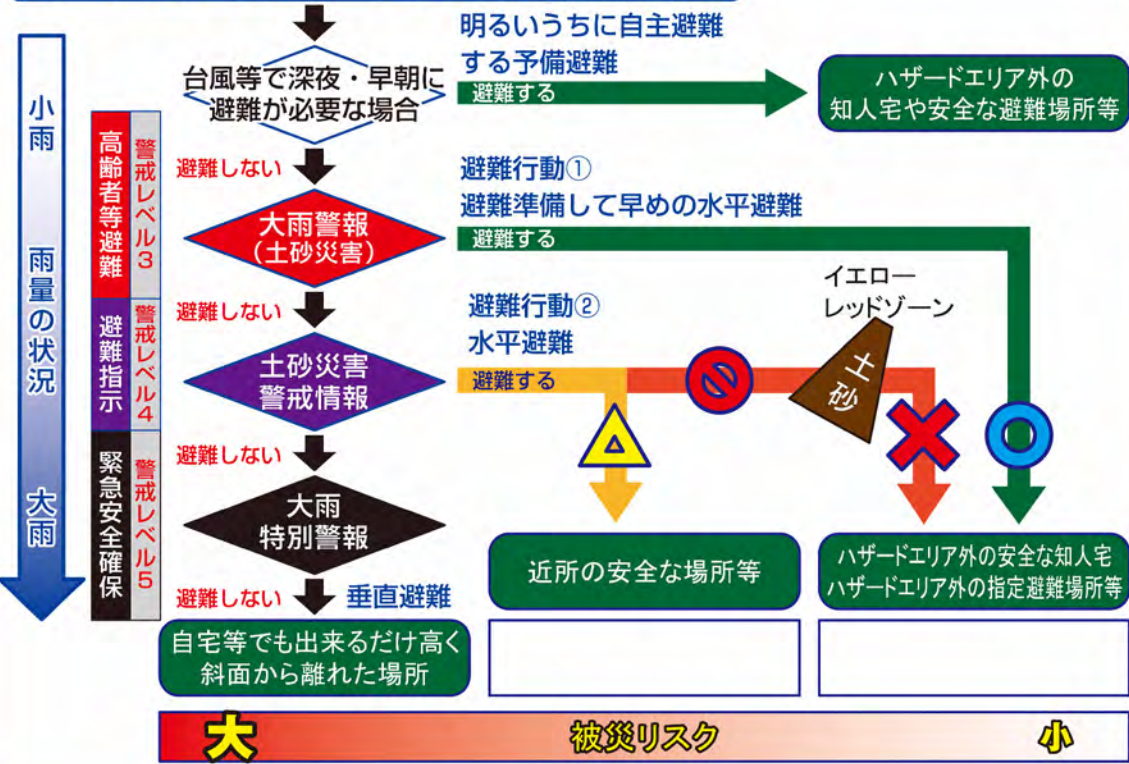 明るいうちに自主避難
する予備避難
避難する
台風等で深夜・早朝に
避難が必要な場合
ハザードエリア外の
知人宅や安全な避難場所等
小雨
雨量の状況
大雨
高齢者等避難
警戒レベル3
避難指示
警戒レベル4
緊急安全確保
警戒レベル5
避難しない
避難行動①
避難準備して早めの水平避難
避難する
大雨警報
(土砂災害)
イエロー
レッドゾーン
避難しない
避難行動②
水平避難
避難する
土砂
土砂災害
警戒情報
避難しない
大雨
特別警報
近所の安全な場所等
ハザードエリア外の安全な知人宅
ハザードエリア外の指定避難場所等
避難しない
垂直避難
自宅等でも出来るだけ高く
斜面から離れた場所
大
被災リスク
小